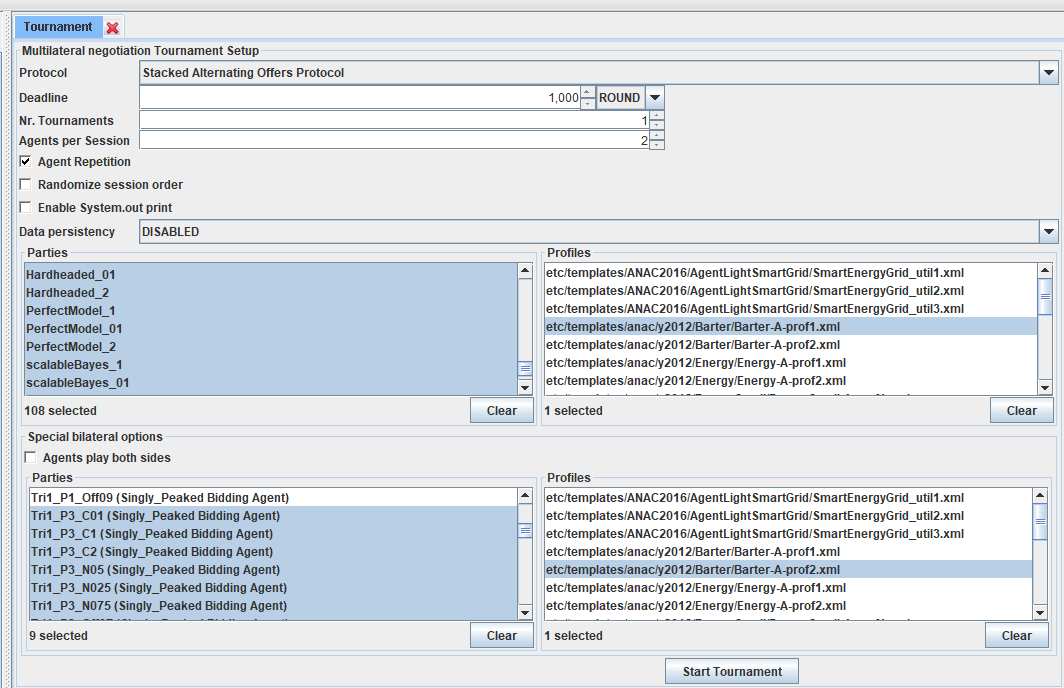 Tournament
Multilateral negotiation Tournament Setup
Protocol Stacked Alternating Offers Protocol
Deadline 1,000 ROUND
Nr. Tournaments 1
Agents per Session 2
Agent Repetition
Randomize session order
Enable System.out print
Data persistency DISABLED
Parties
Hardheaded_01
Hardheaded_2
PerfectModel_1
PerfectModel_01
PerfectModel_2
scalableBayes_1
scalableBayes_01
108 selected
Clear
Profiles
etc/templates/ANAC2016/AgentLightSmartGrid/SmartEnergyGrid_util1.xml
etc/templates/ANAC2016/AgentLightSmartGrid/SmartEnergyGrid_util2.xml
etc/templates/ANAC2016/AgentLightSmartGrid/SmartEnergyGrid_util3.xml
etc/templates/anac/y2012/Barter/Barter-A-prof1.xml
etc/templates/anac/y2012/Barter/Barter-A-prof2.xml
etc/templates/anac/y2012/Energy/Energy-A-prof1.xml
etc/templates/anac/y2012/Energy/Energy-A-prof2.xml
1 selected
Clear
Special bilateral options
Agents play both sides
Parties
Tri1_P1_Off09 (Singly_Peaked Bidding Agent)
Tri1_P3_C01 (Singly_Peaked Bidding Agent)
Tri1_P3_C1 (Singly_Peaked Bidding Agent)
Tri1_P3_C2 (Singly_Peaked Bidding Agent)
Tri1_P3_N05 (Singly_Peaked Bidding Agent)
Tri1_P3_N025 (Singly_Peaked Bidding Agent)
Tri1_P3_N075 (Singly_Peaked Bidding Agent)
9 selected
Clear
Profiles
etc/templates/ANAC2016/AgentLightSmartGrid/SmartEnergyGrid_util1.xml
etc/templates/ANAC2016/AgentLightSmartGrid/SmartEnergyGrid_util2.xml
etc/templates/ANAC2016/AgentLightSmartGrid/SmartEnergyGrid_util3.xml
etc/templates/anac/y2012/Barter/Barter-A-prof1.xml
etc/templates/anac/y2012/Barter/Barter-A-prof2.xml
etc/templates/anac/y2012/Energy/Energy-A-prof1.xml
etc/templates/anac/y2012/Energy/Energy-A-prof2.xml
1 selected
Clear
Start Tournament